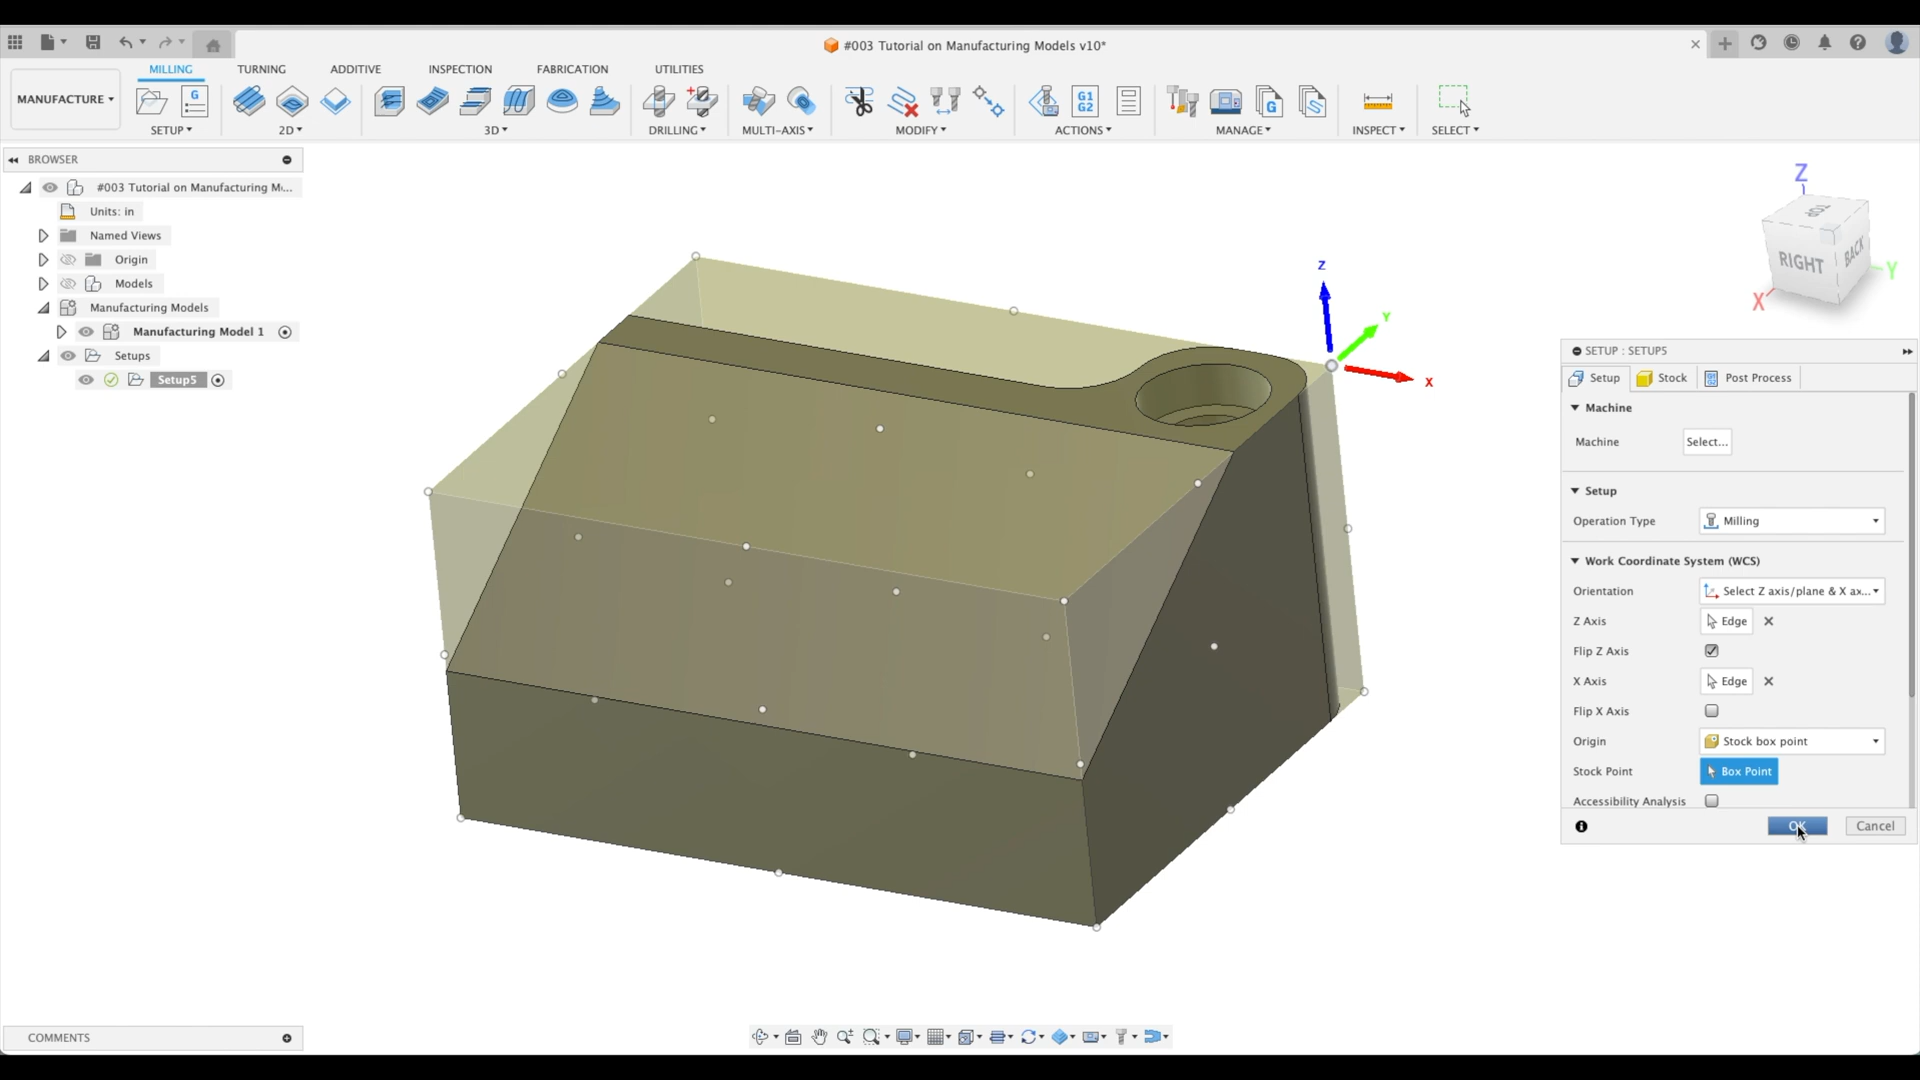 #003 Tutorial on Manufacturing Models v10*
MANUFACTURE
MILLING
TURNING
ADDITIVE
INSPECTION
FABRICATION
UTILITIES
G
G1
G2
G
SETUP
2D
3D
DRILLING
MULTI-AXIS
MODIFY
ACTIONS
MANAGE
INSPECT
SELECT
BROWSER
#003 Tutorial on Manufacturing M...
Units: in
Named Views
Origin
Models
Manufacturing Models
Manufacturing Model 1
Setups
Setup5
Z
Y
X
Z
TOP
RIGHT
BACK
Y
X
SETUP : SETUP5
Setup
Stock
Post Process
Machine
Machine
Select...
Setup
Operation Type
Milling
Work Coordinate System (WCS)
Orientation
Select Z axis/plane & X ax...
Z Axis
Edge
Flip Z Axis
X Axis
Edge
Flip X Axis
Origin
Stock box point
Stock Point
Box Point
Accessibility Analysis
OK
Cancel
COMMENTS